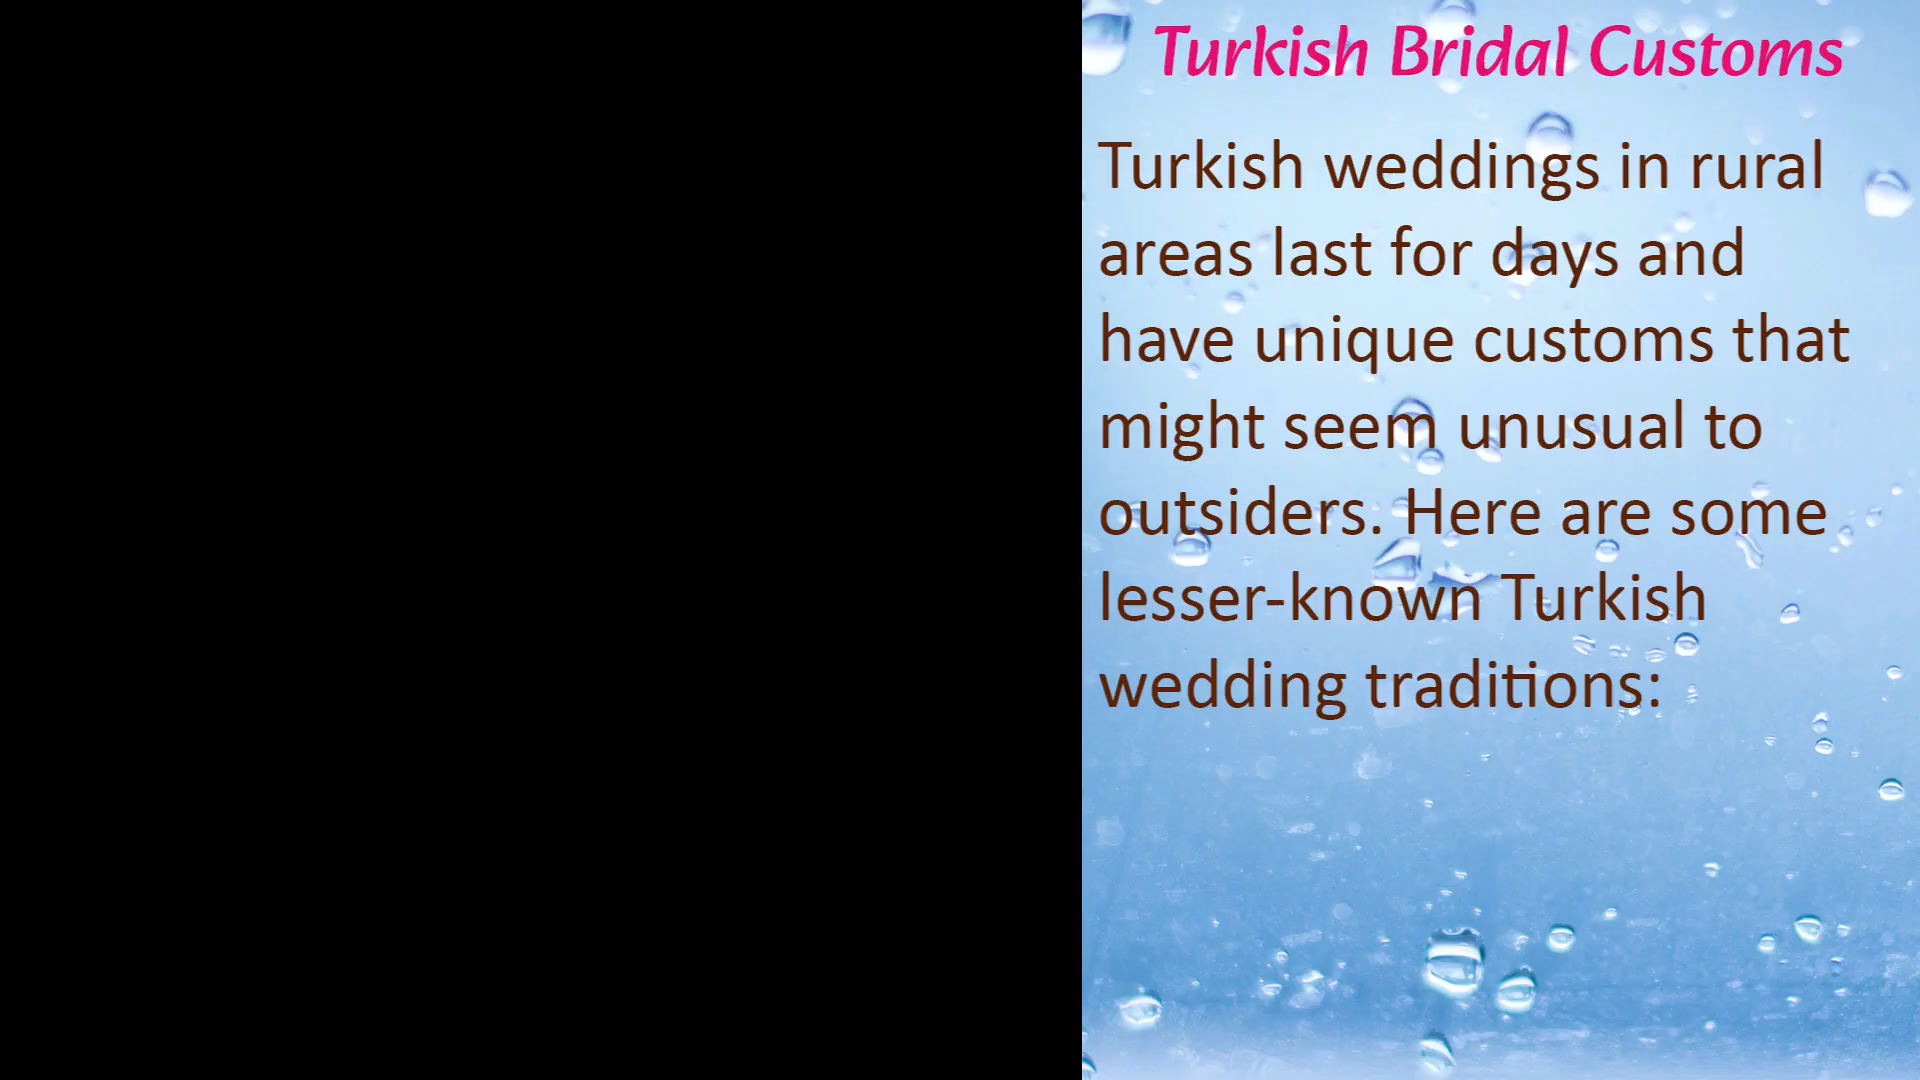 Turkish Bridal Customs
Turkish weddings in rural
areas last for days and
have unique customs that
might seem unusual to
outsiders. Here are some
lesser-known Turkish
wedding traditions: